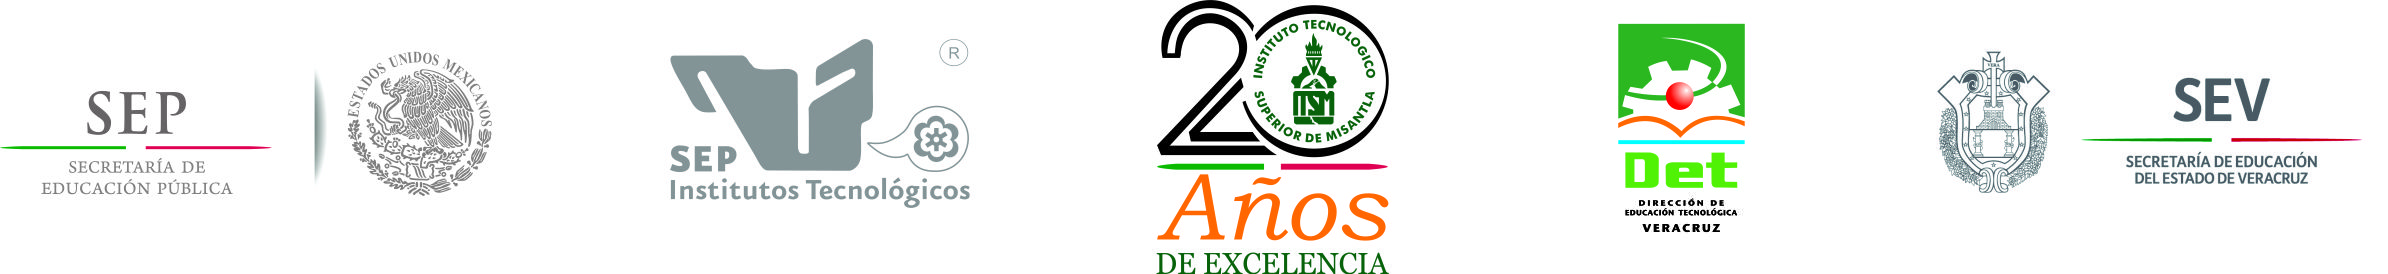 SEP
SECRETARÍA DE
EDUCACIÓN PÚBLICA
ESTADOS UNIDOS MEXICANOS
®
SEP
Institutos Tecnológicos
20
INSTITUTO TECNOLOGICO
SUPERIOR DE MISANTLA
ITSM
Años
DE EXCELENCIA
Det
DIRECCIÓN DE
EDUCACIÓN TECNOLÓGICA
VERACRUZ
VERA
SEV
SECRETARÍA DE EDUCACIÓN
DEL ESTADO DE VERACRUZ